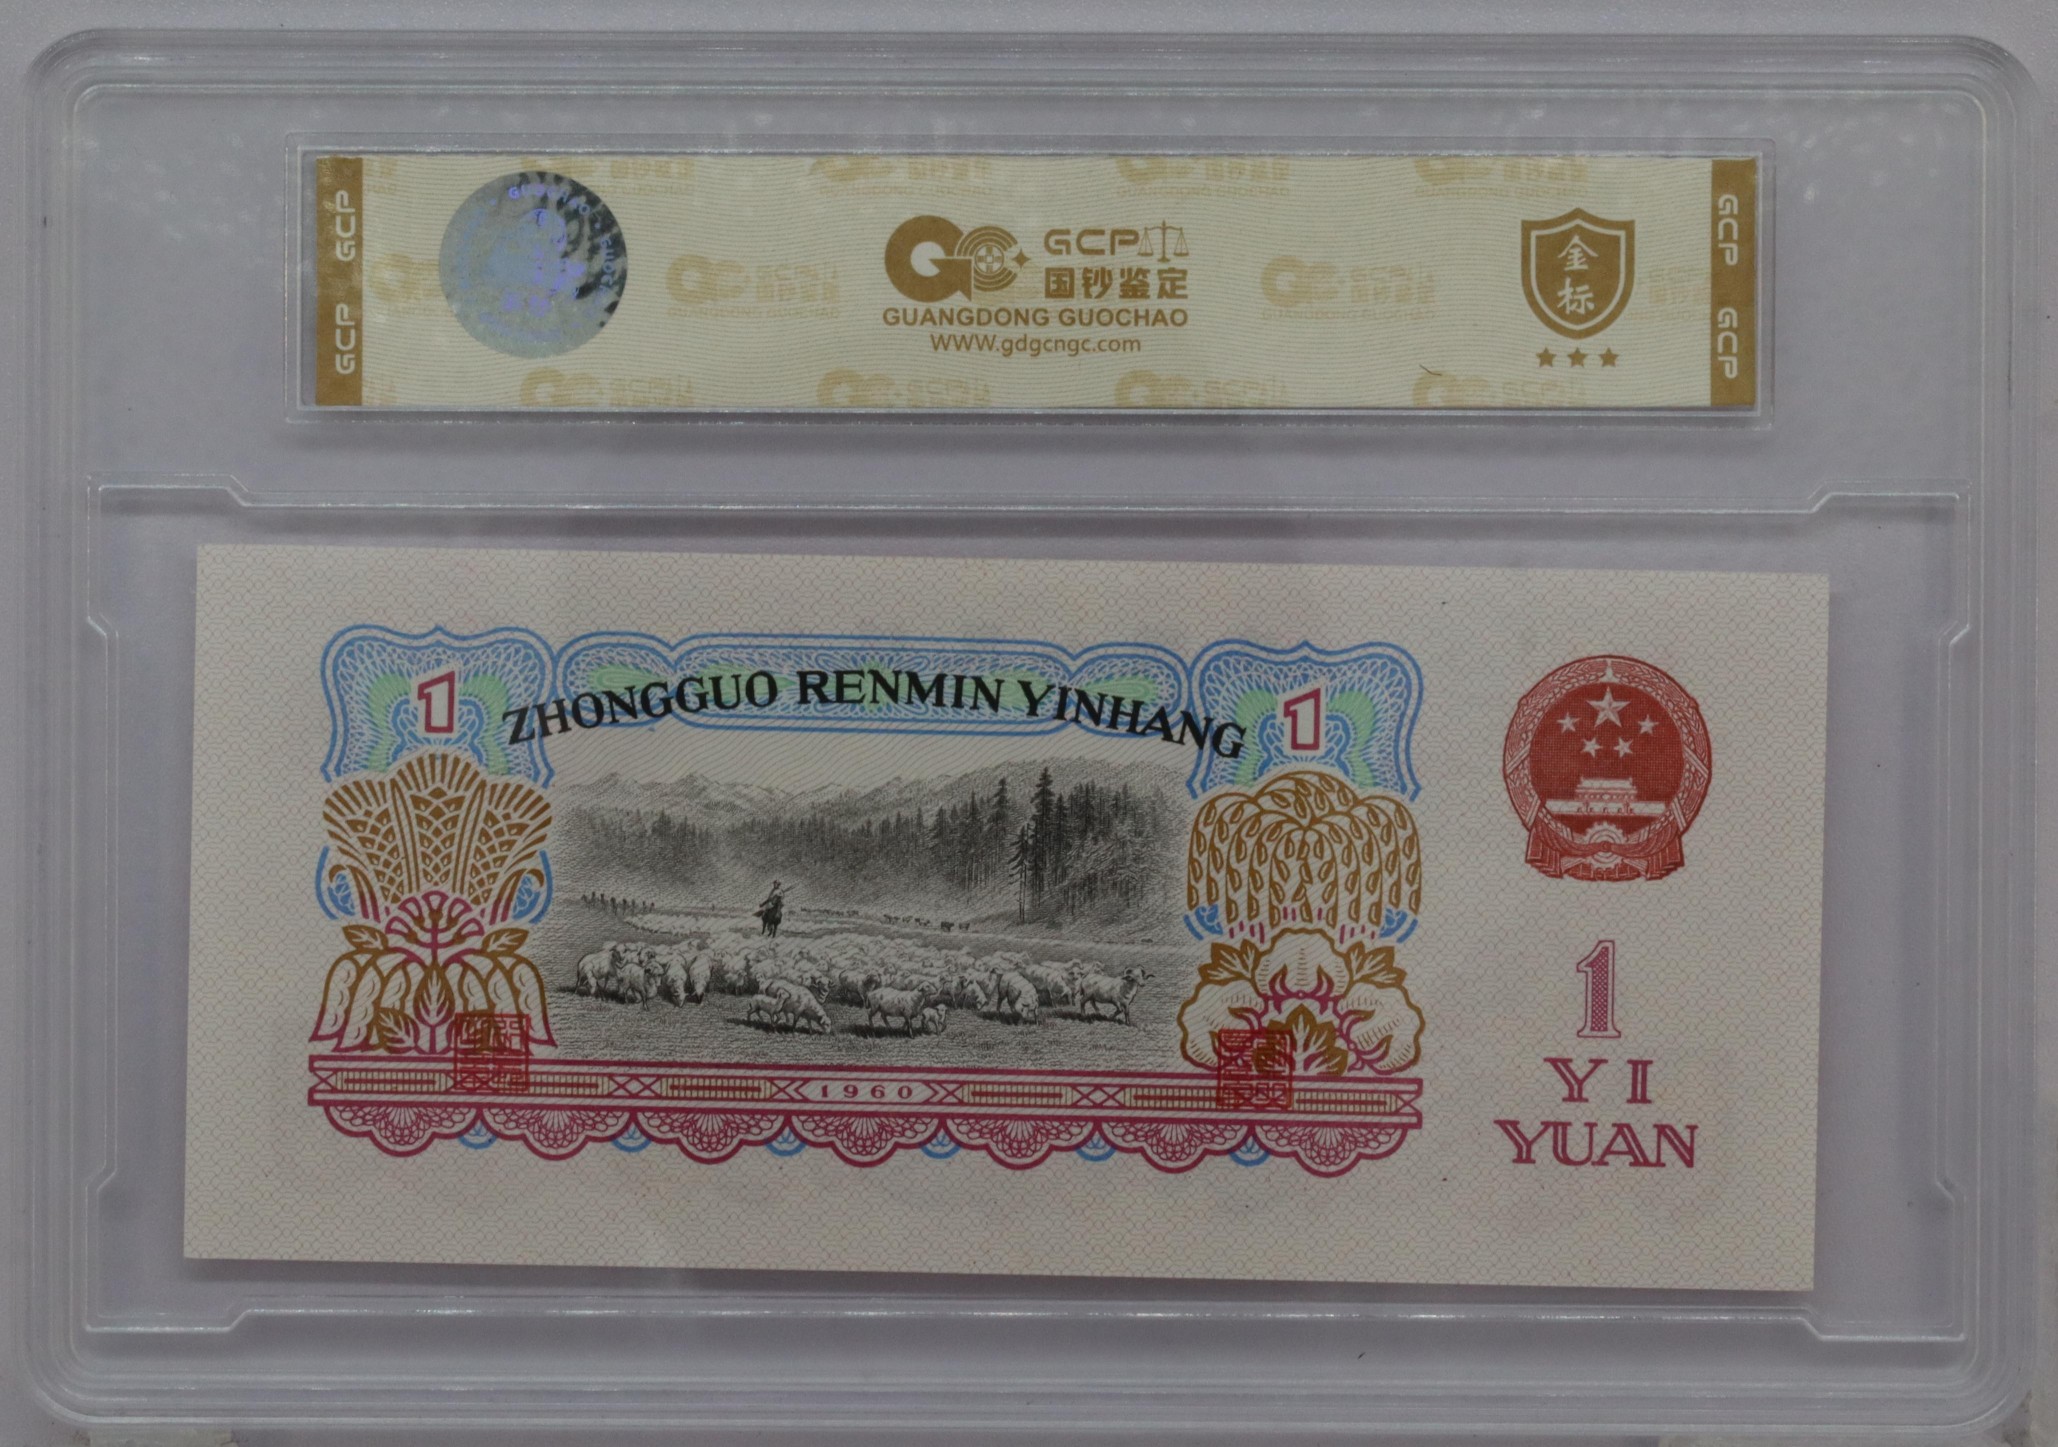 GCP GCP
GCP
国钞鉴定
GUANGDONG GUOCHAO
WWW.gdgcngc.com
金
标
GCP GCP
1
ZHONGGUO RENMIN YINHANG
1
1960
1
YI
YUAN